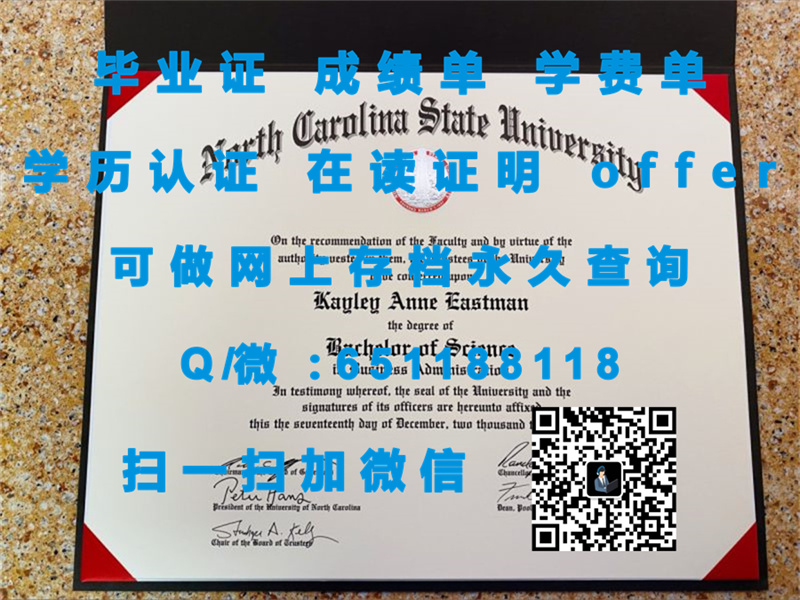 毕业证 成绩单 学费单
North Carolina State University
学历认证 在读证明 offer
On the recommendation of the Faculty and by virtue of the
可做网上存档永久查询
Kayley Anne Eastman
the degree of
Bachelor of Science
Q/微:651188118
in Business Administration
In testimony whereof, the seal of the University and the
signatures of its officers are hereunto affixed
this the seventeenth day of December, two thousand
扫一扫加微信
President of the University of North Carolina
Chair of the Board of Trustees